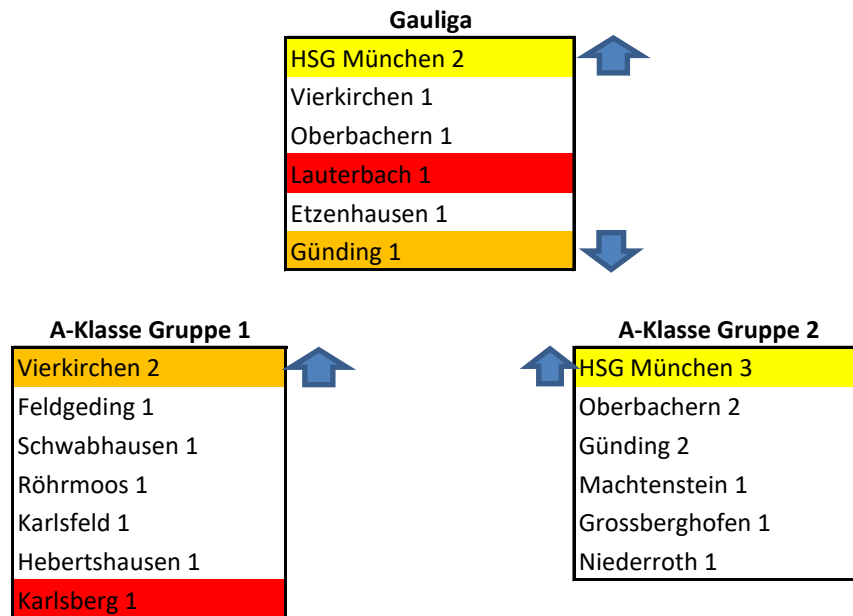 Gauliga
HSG München 2
Vierkirchen 1
Oberbachern 1
Lauterbach 1
Etzenhausen 1
Günding 1
A-Klasse Gruppe 1
Vierkirchen 2
Feldgeding 1
Schwabhausen 1
Röhrmoos 1
Karlsfeld 1
Hebertshausen 1
Karlsberg 1
A-Klasse Gruppe 2
HSG München 3
Oberbachern 2
Günding 2
Machtenstein 1
Grossberghofen 1
Niederroth 1